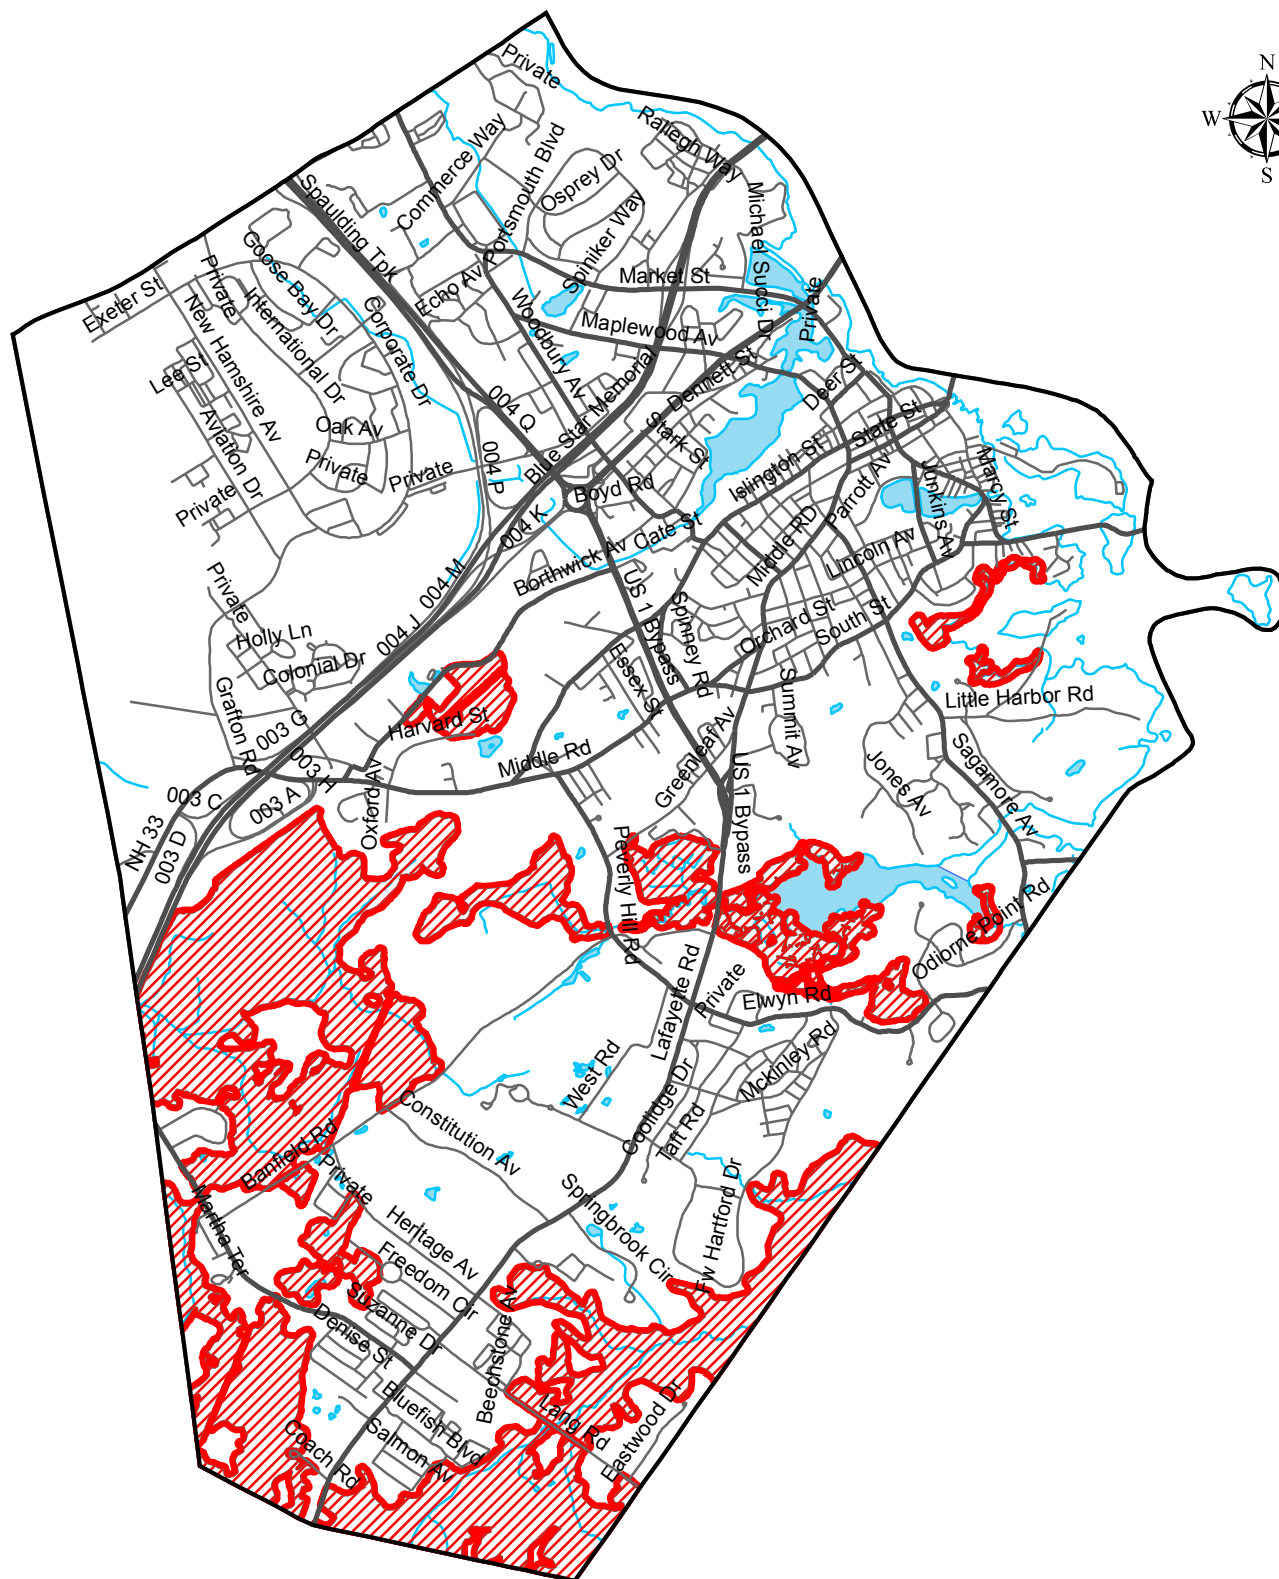 N
W
S
Private
Raliegh Way
Commerce Way
Portsmouth Blvd
Osprey Dr
Spaulding Tpk
Michael Succi Dr
Spiniker Way
Goose Bay Dr
Private
Echo Av
Market St
Exeter St
New Hamshire Av
International Dr
Corporate Dr
Woodbury Av
Maplewood Av
Private
Lee St
Dennett St
Deer St
004 Q
Blue Star Memorial
Aviation Dr
Oak Av
Stark St
State St
Private
Private
004 P
Islington St
Parrott Av
Junkins Av
Marcy St
Private
Boyd Rd
004 K
Middle RD
Gate St
Borthwick Av
Lincoln Av
004 M
Private
US 1 Bypass
Spinney Rd
Orchard St
South St
Holly Ln
004 J
Colonial Dr
Essex St
Grafton Rd
Summit Av
Little Harbor Rd
003 G
Harvard St
Greenleaf Av
Middle Rd
003 H
US 1 Bypass
Jones Av
Sagamore Av
003 C
003 A
Oxford Av
NH 33
003 D
Peverly Hill Rd
Odiorne Point Rd
Lafayette Rd
Private
Elwyn Rd
West Rd
Mckinley Rd
Coolidge Dr
Taft Rd
Constitution Av
Banfield Rd
Private
Springbrook Cir
Fw Hartford Dr
Martha Ter
Heritage Av
Freedom Cir
Suzanne Dr
Denise St
Beechstone Av
Bluefish Blvd
Lang Rd
Eastwood Dr
Salmon Av
Coach Rd